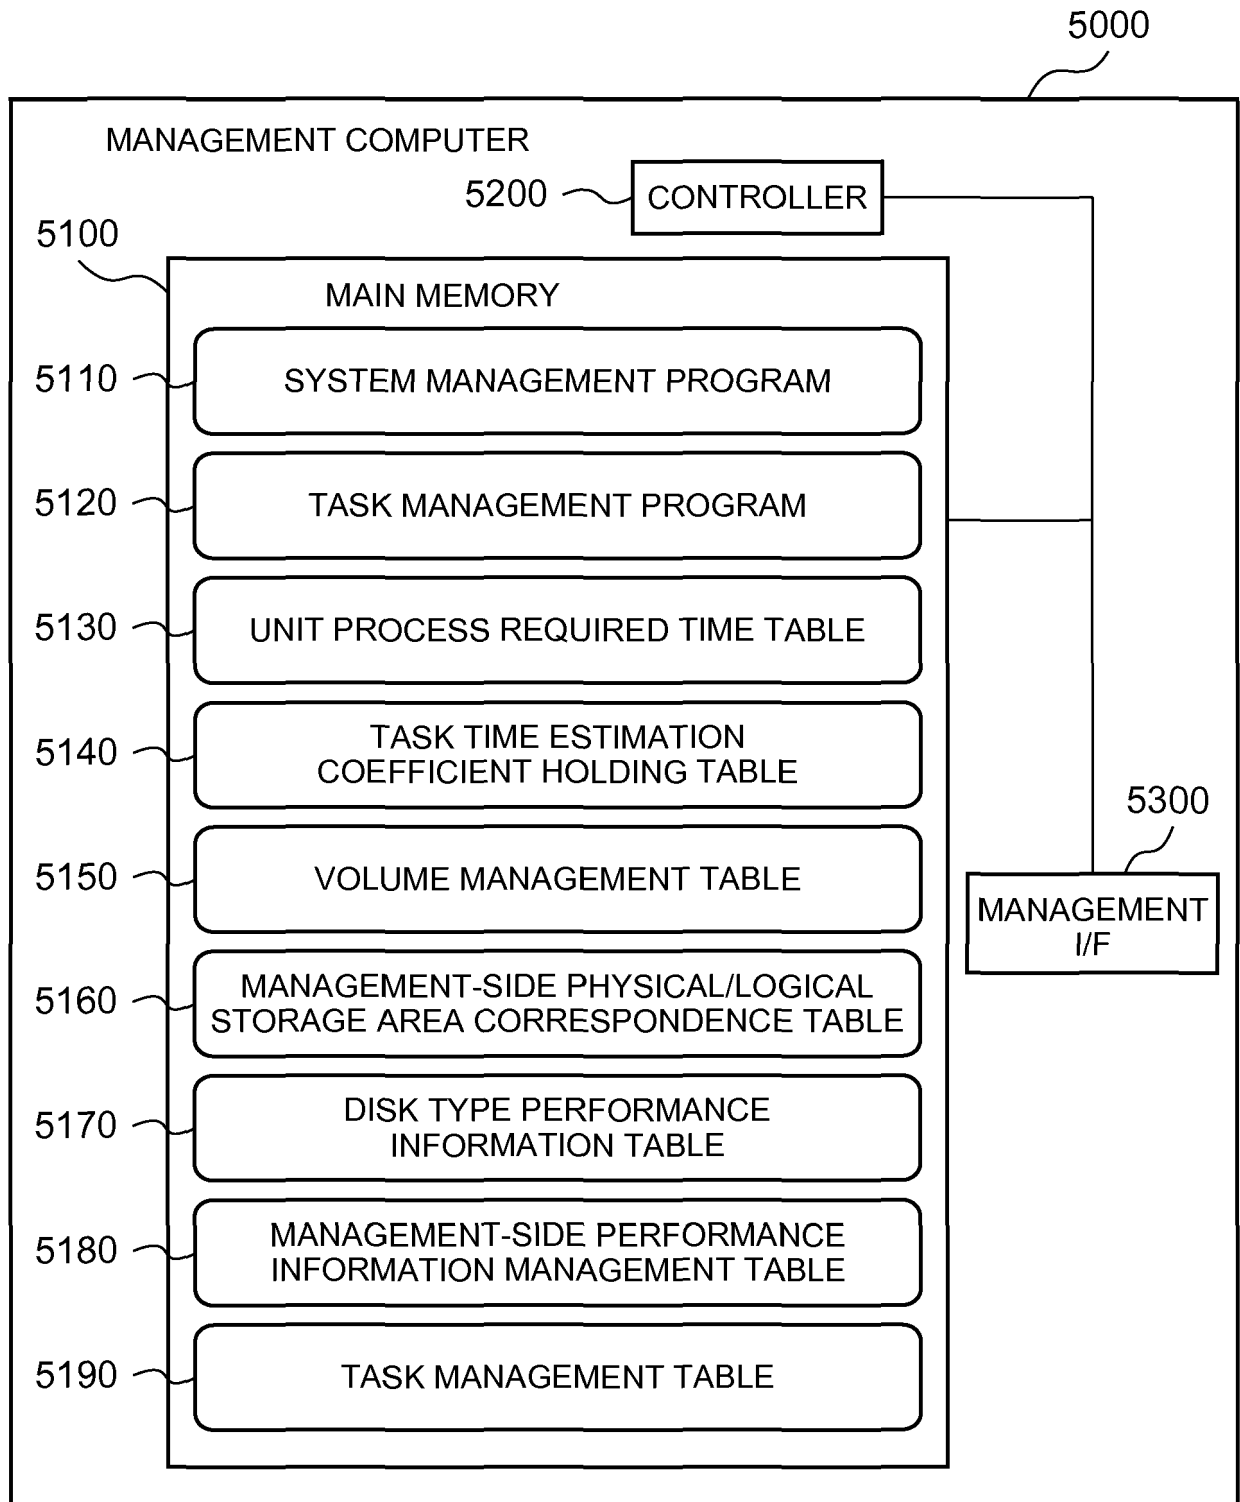 5000
MANAGEMENT COMPUTER
5200
CONTROLLER
5100
MAIN MEMORY
5110
SYSTEM MANAGEMENT PROGRAM
5120
TASK MANAGEMENT PROGRAM
5130
UNIT PROCESS REQUIRED TIME TABLE
5140
TASK TIME ESTIMATION
COEFFICIENT HOLDING TABLE
5150
VOLUME MANAGEMENT TABLE
5300
MANAGEMENT
I/F
5160
MANAGEMENT-SIDE PHYSICAL/LOGICAL
STORAGE AREA CORRESPONDENCE TABLE
5170
DISK TYPE PERFORMANCE
INFORMATION TABLE
5180
MANAGEMENT-SIDE PERFORMANCE
INFORMATION MANAGEMENT TABLE
5190
TASK MANAGEMENT TABLE